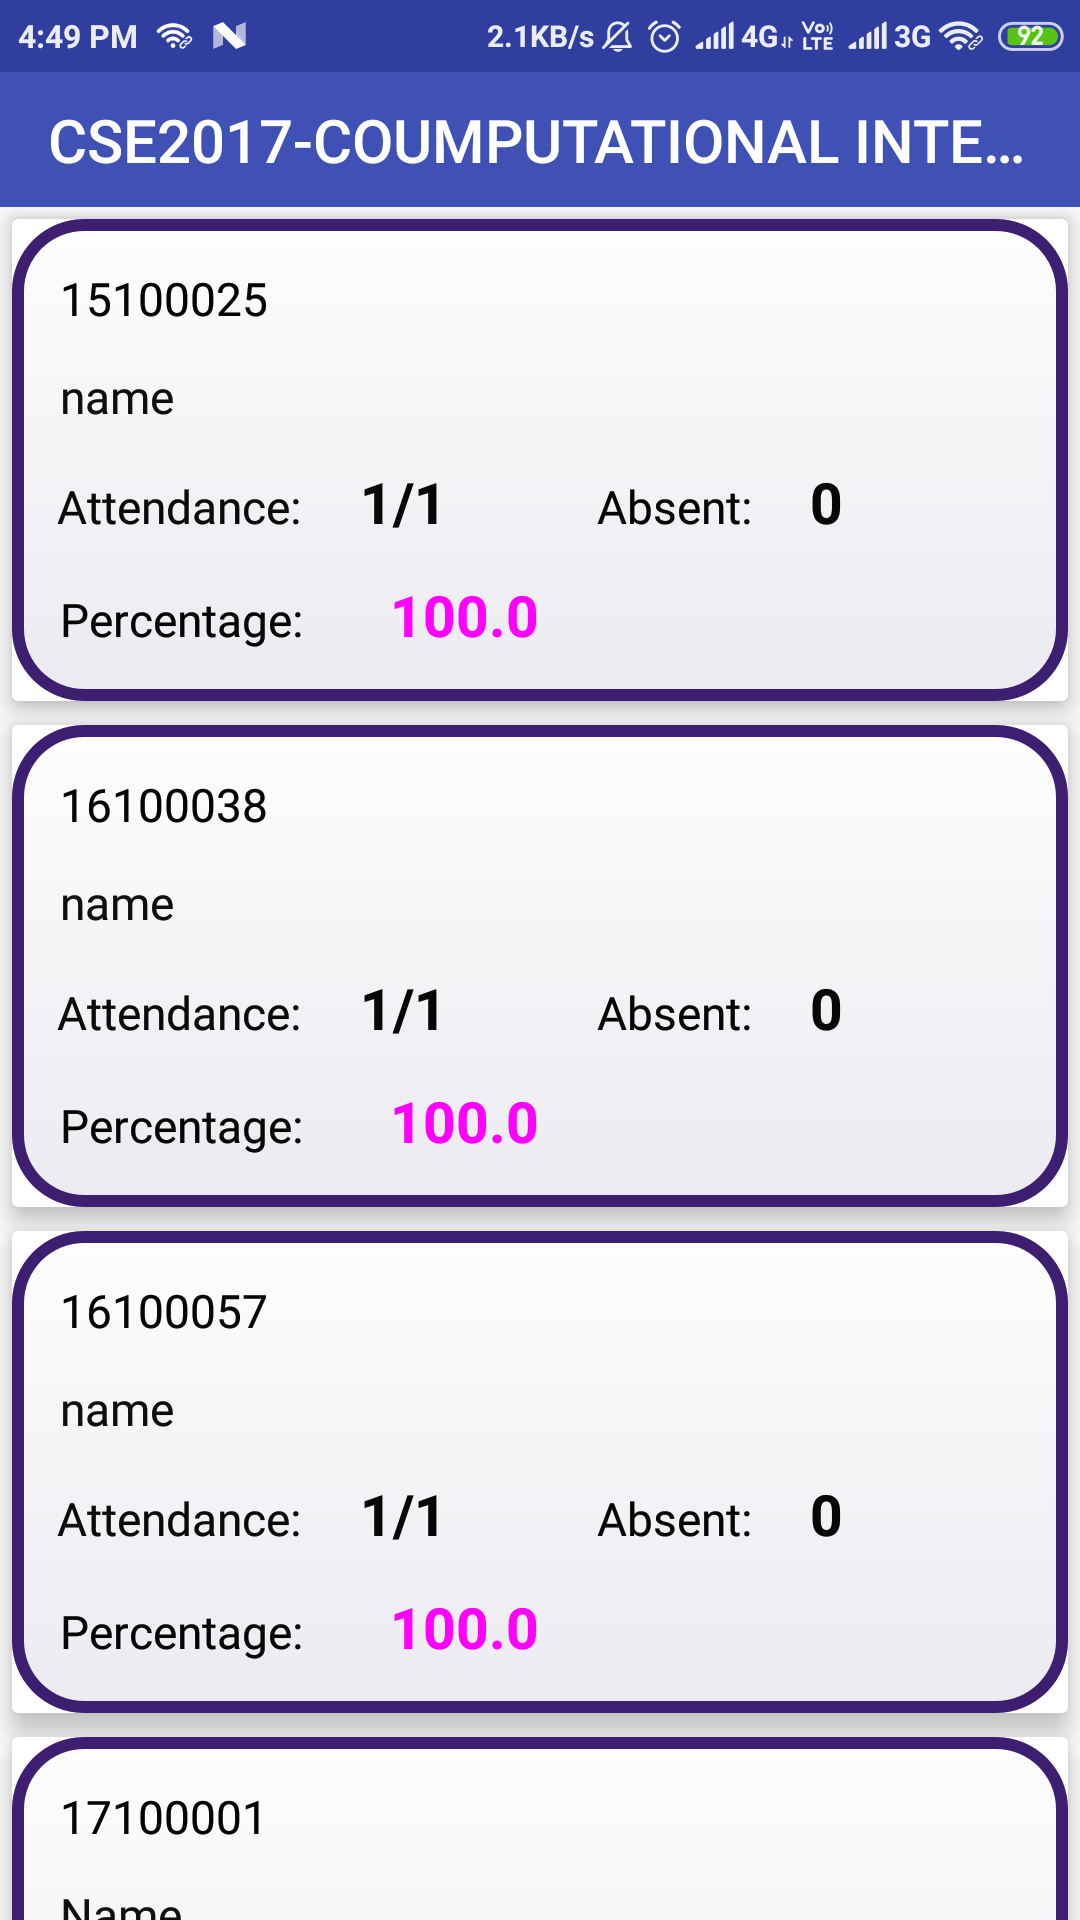 4:49 PM 2.1KB/s 4G VoLTE 3G 92
CSE2017-COUMPUTATIONAL INTE...
15100025
name
Attendance: 1/1 Absent: 0
Percentage: 100.0
16100038
name
Attendance: 1/1 Absent: 0
Percentage: 100.0
16100057
name
Attendance: 1/1 Absent: 0
Percentage: 100.0
17100001
Name